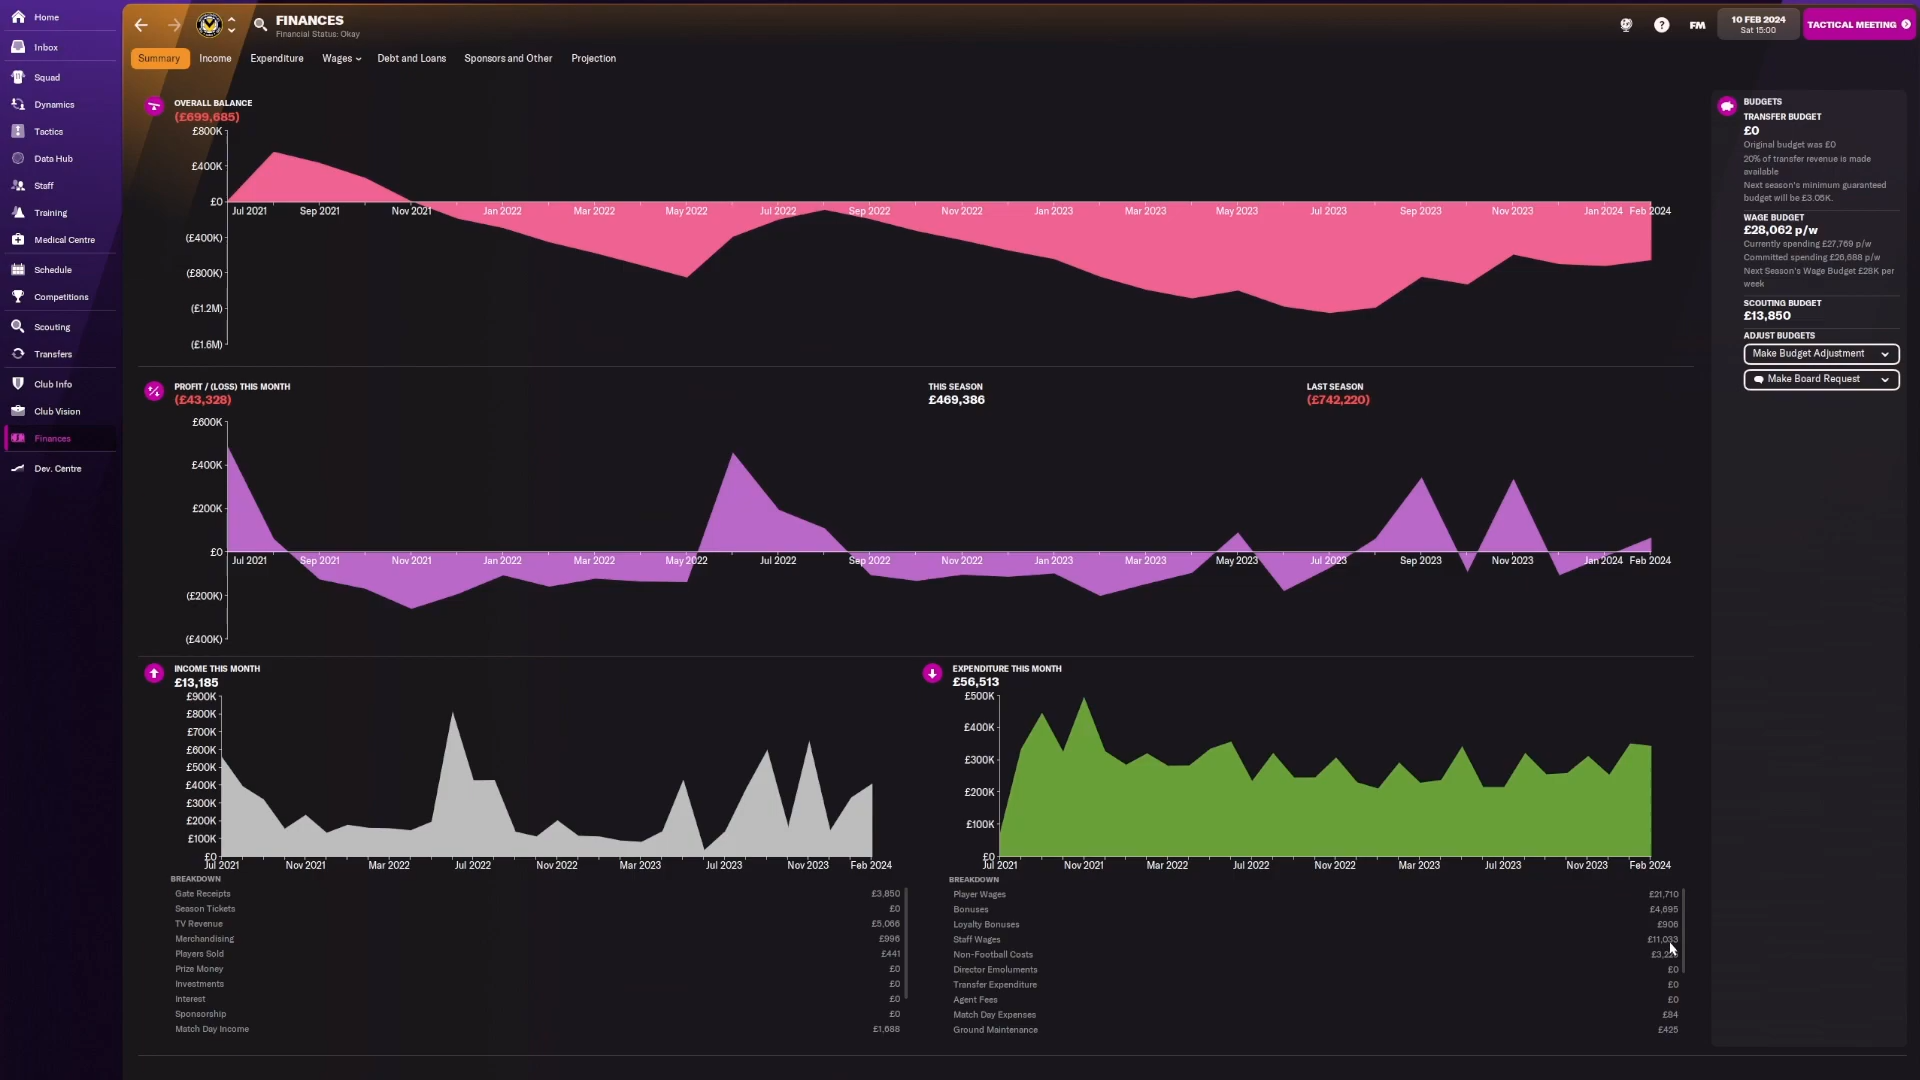 Home
Inbox
Squad
Dynamics
Tactics
Data Hub
Staff
Training
Medical Centre
Schedule
Competitions
Scouting
Transfers
Club Info
Club Vision
Finances
Dev. Centre
FINANCES
Financial Status: Okay
FM
10 FEB 2024
Sat 15:00
TACTICAL MEETING
Summary
Income
Expenditure
Wages
Debt and Loans
Sponsors and Other
Projection
OVERALL BALANCE
(£699,685)
£800K
£400K
£0
(£400K)
(£800K)
(£1.2M)
(£1.6M)
Jul 2021 Sep 2021 Nov 2021 Jan 2022 Mar 2022 May 2022 Jul 2022 Sep 2022 Nov 2022 Jan 2023 Mar 2023 May 2023 Jul 2023 Sep 2023 Nov 2023 Jan 2024 Feb 2024
PROFIT / (LOSS) THIS MONTH
(£43,328)
THIS SEASON
£469,386
LAST SEASON
(£742,220)
£600K
£400K
£200K
£0
(£200K)
(£400K)
Jul 2021 Sep 2021 Nov 2021 Jan 2022 Mar 2022 May 2022 Jul 2022 Sep 2022 Nov 2022 Jan 2023 Mar 2023 May 2023 Jul 2023 Sep 2023 Nov 2023 Jan 2024 Feb 2024
INCOME THIS MONTH
£13,185
£900K
£800K
£700K
£600K
£500K
£400K
£300K
£200K
£100K
£0
Jul 2021 Nov 2021 Mar 2022 Jul 2022 Nov 2022 Mar 2023 Jul 2023 Nov 2023 Feb 2024
BREAKDOWN
Gate Receipts £3,850
Season Tickets £0
TV Revenue £5,066
Merchandising £996
Players Sold £441
Prize Money £0
Investments £0
Interest £0
Sponsorship £0
Match Day Income £1,688
EXPENDITURE THIS MONTH
£56,513
£500K
£400K
£300K
£200K
£100K
£0
Jul 2021 Nov 2021 Mar 2022 Jul 2022 Nov 2022 Mar 2023 Jul 2023 Nov 2023 Feb 2024
BREAKDOWN
Player Wages £21,710
Bonuses £4,695
Loyalty Bonuses £906
Staff Wages £11,033
Non-Football Costs
Director Emoluments £0
Transfer Expenditure £0
Agent Fees £0
Match Day Expenses £84
Ground Maintenance £425
BUDGETS
TRANSFER BUDGET
£0
Original budget was £0
20% of transfer revenue is made
available
Next season's minimum guaranteed
budget will be £3.05K.
WAGE BUDGET
£28,062 p/w
Currently spending £27,769 p/w
Committed spending £26,688 p/w
Next Season's Wage Budget £28K per
week
SCOUTING BUDGET
£13,850
ADJUST BUDGETS
Make Budget Adjustment
Make Board Request